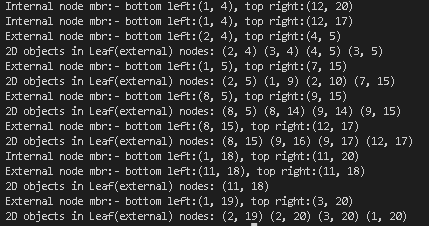 Internal node mbr:- bottom left:(1, 4), top right:(12, 20)
Internal node mbr:- bottom left:(1, 4), top right:(12, 17)
External node mbr:- bottom left:(2, 4), top right:(4, 5)
2D objects in Leaf(external) nodes: (2, 4) (3, 4) (4, 5) (3, 5)
External node mbr:- bottom left:(1, 5), top right:(7, 15)
2D objects in Leaf(external) nodes: (2, 5) (1, 9) (2, 10) (7, 15)
External node mbr:- bottom left:(8, 5), top right:(9, 15)
2D objects in Leaf(external) nodes: (8, 5) (8, 14) (9, 14) (9, 15)
External node mbr:- bottom left:(8, 15), top right:(12, 17)
2D objects in Leaf(external) nodes: (8, 15) (9, 16) (9, 17) (12, 17)
Internal node mbr:- bottom left:(1, 18), top right:(11, 20)
External node mbr:- bottom left:(11, 18), top right:(11, 18)
2D objects in Leaf(external) nodes: (11, 18)
External node mbr:- bottom left:(1, 19), top right:(3, 20)
2D objects in Leaf(external) nodes: (2, 19) (2, 20) (3, 20) (1, 20)